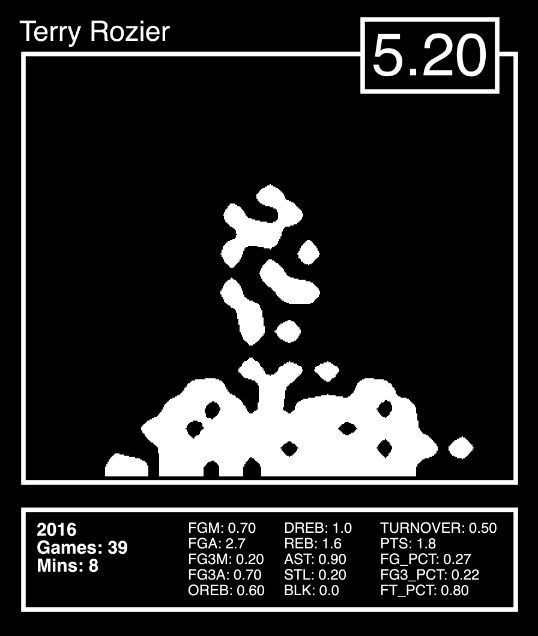 Terry Rozier
5.20
2016
Games: 39
Mins: 8
FGM: 0.70
FGA: 2.7
FG3M: 0.20
FG3A: 0.70
OREB: 0.60
DREB: 1.0
REB: 1.6
AST: 0.90
STL: 0.20
BLK: 0.0
TURNOVER: 0.50
PTS: 1.8
FG_PCT: 0.27
FG3_PCT: 0.22
FT_PCT: 0.80